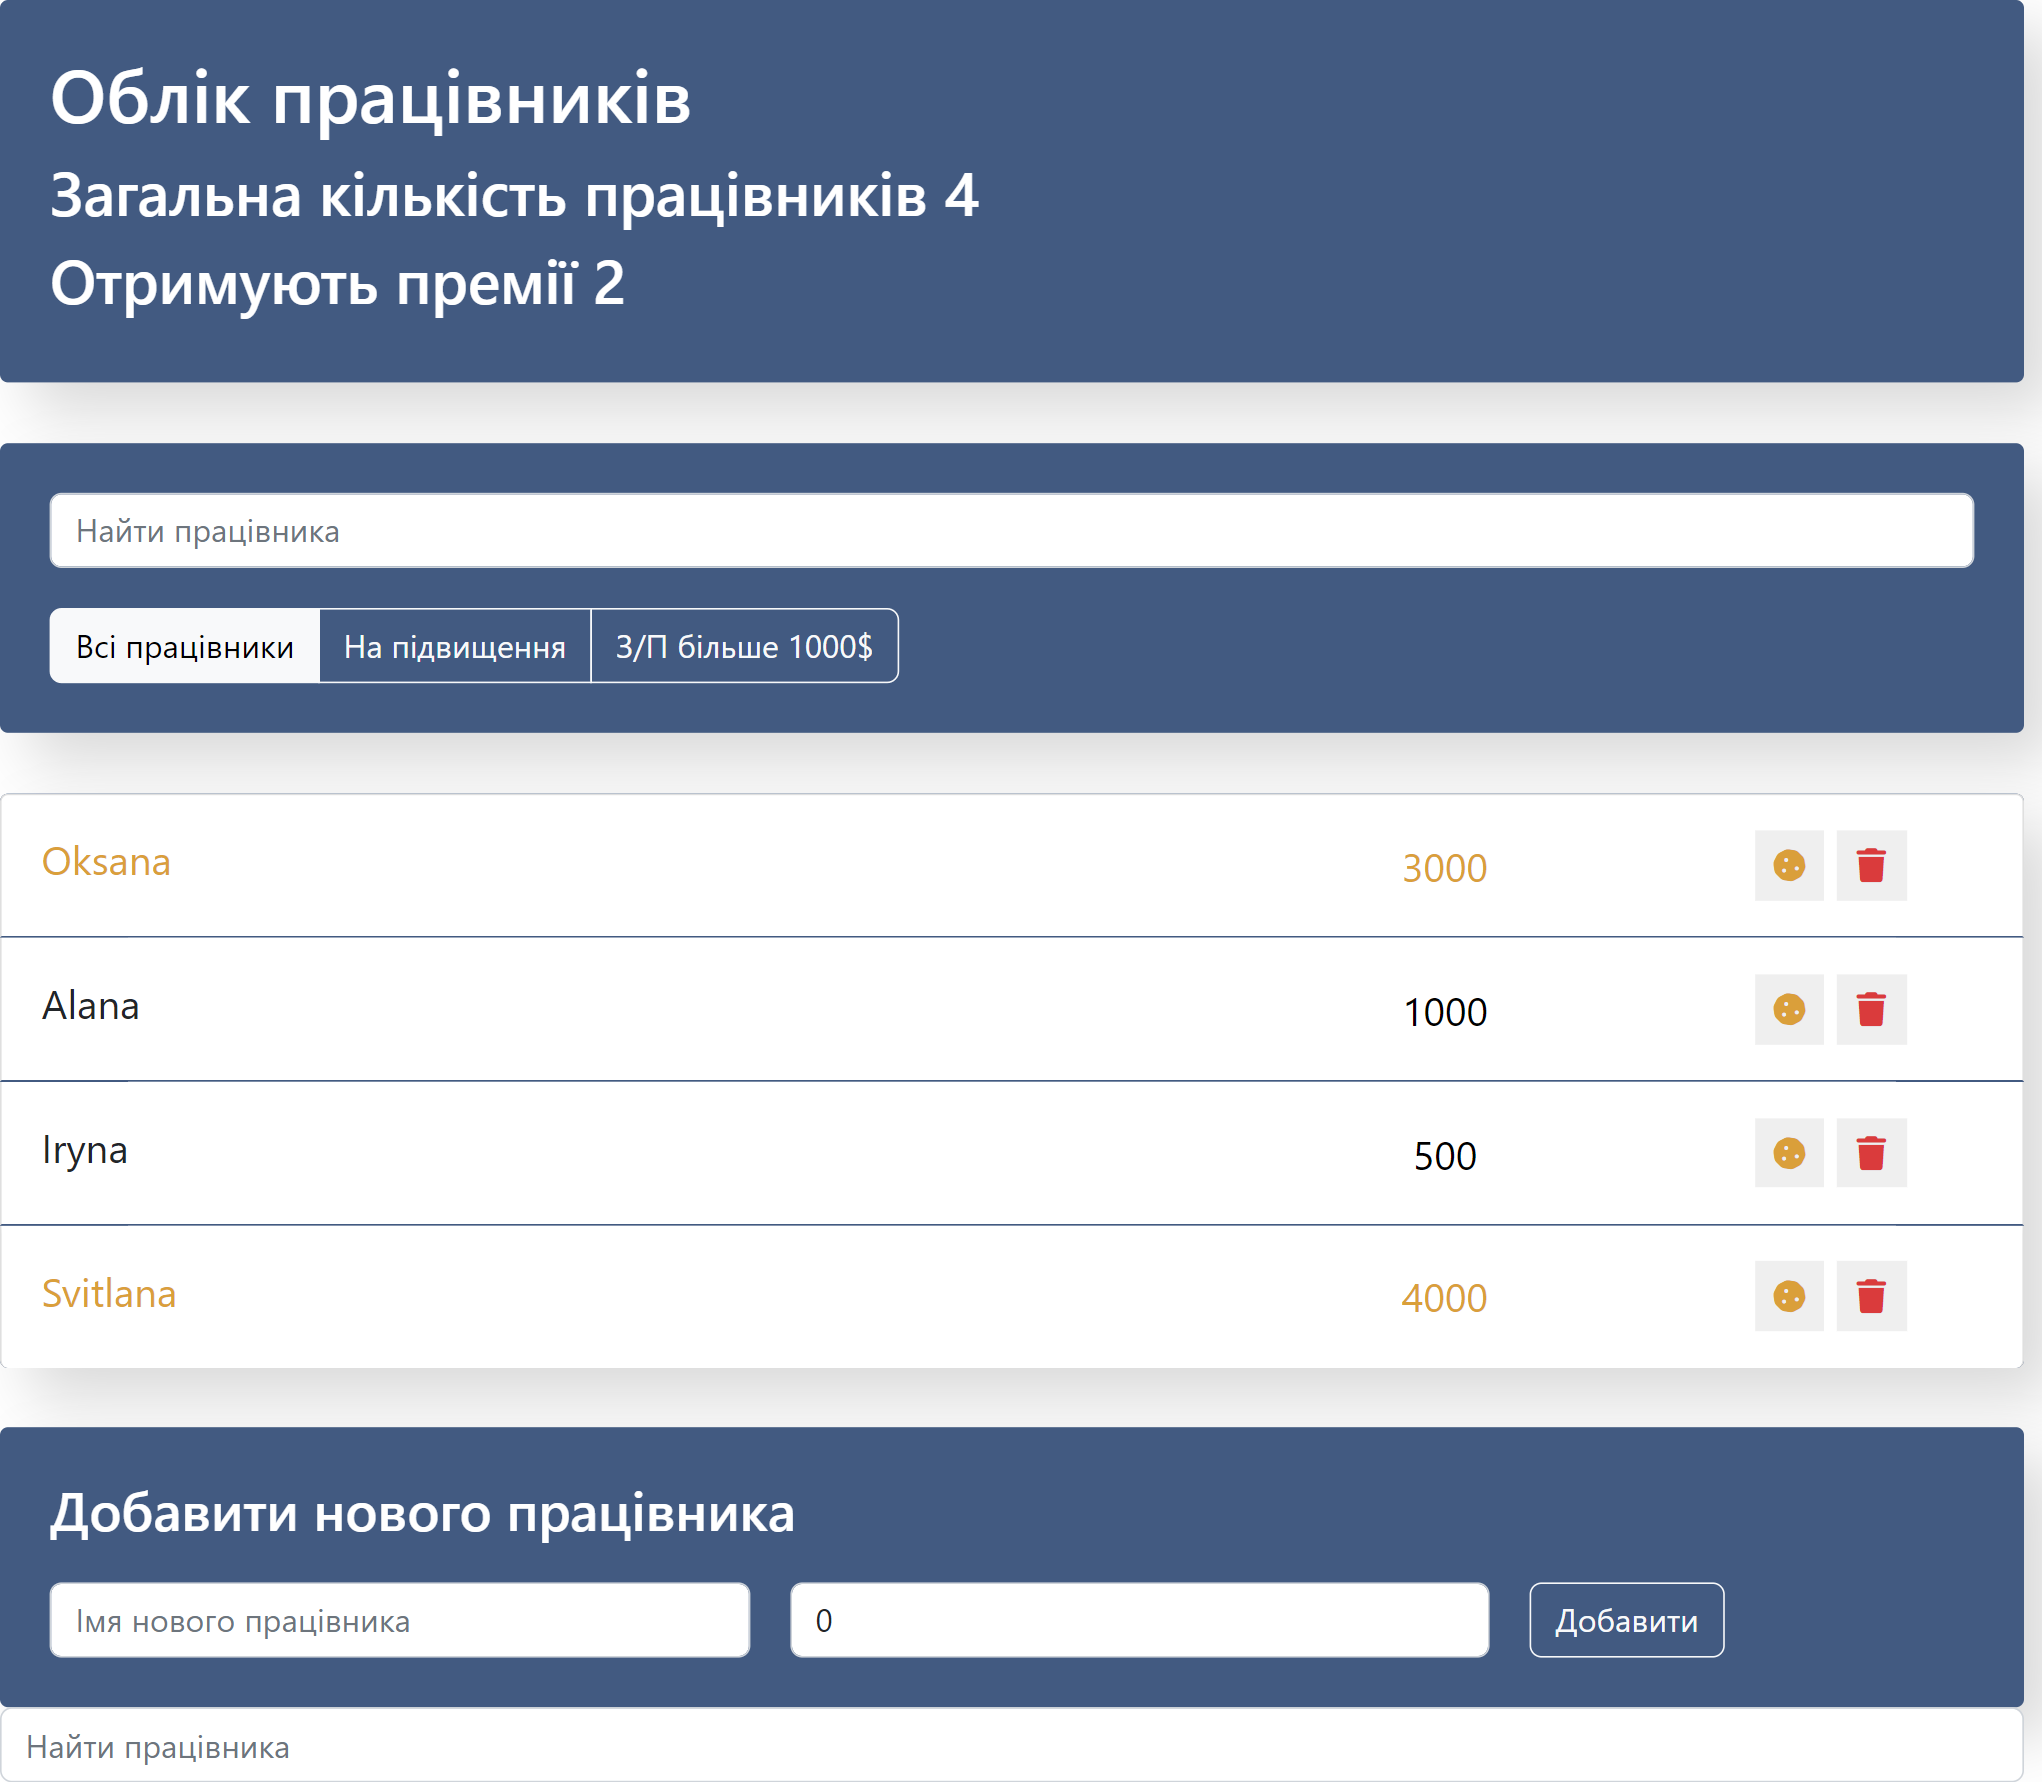 Облік працівників
Загальна кількість працівників 4
Отримують премії 2
Найти працівника
Всі працівники На підвищення З/П більше 1000$
Oksana 3000
Alana 1000
Iryna 500
Svitlana 4000
Добавити нового працівника
Імя нового працівника 0 Добавити
Найти працівника